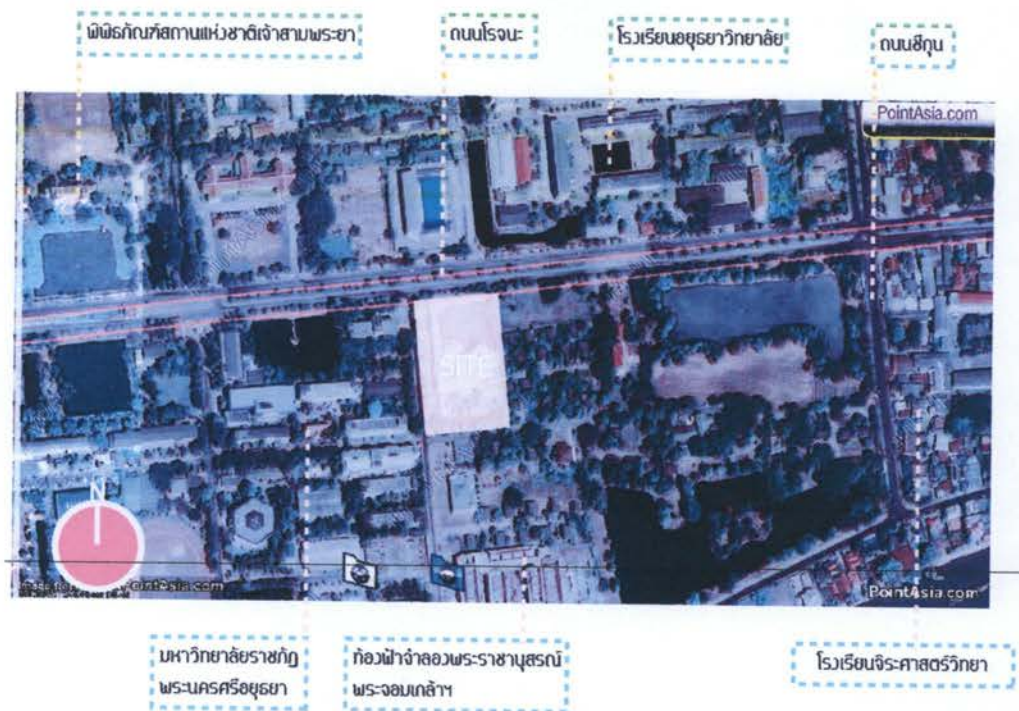 พิพิธภัณฑ์สถานแห่งชาติเจ้าสามพระยา
ถนนโรจนะ
โรงเรียนอยุธยาวิทยาลัย
ถนนชีกุน
PointAsia.com
SITE
N
PointAsia.com
PointAsia.com
มหาวิทยาลัยราชภัฏ
พระนครศรีอยุธยา
ท้องฟ้าจำลองพระราชานุสรณ์
พระจอมเกล้าฯ
โรงเรียนจิระศาสตร์วิทยา